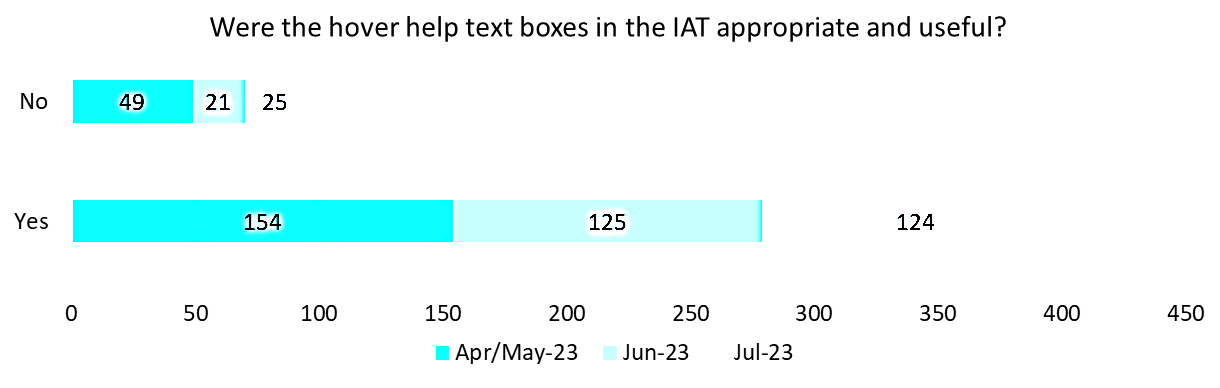 Were the hover help text boxes in the IAT appropriate and useful?
No 49 21 25
Yes 154 125 124
0 50 100 150 200 250 300 350 400 450
Apr/May-23 Jun-23 Jul-23